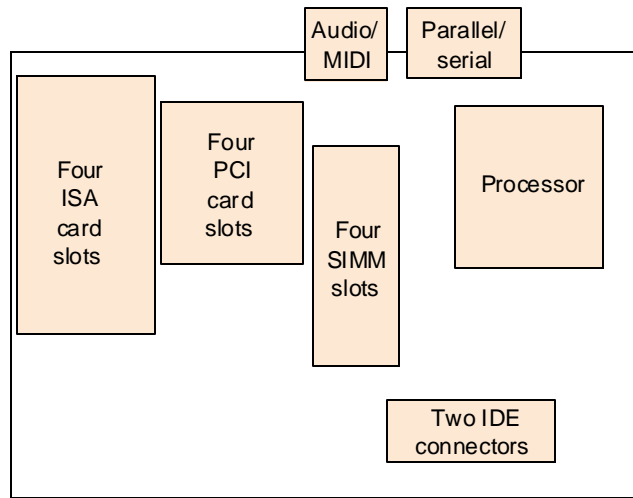 Audio/
MIDI
Parallel/
serial
Four
ISA
card
slots
Four
PCI
card
slots
Four
SIMM
slots
Processor
Two IDE
connectors